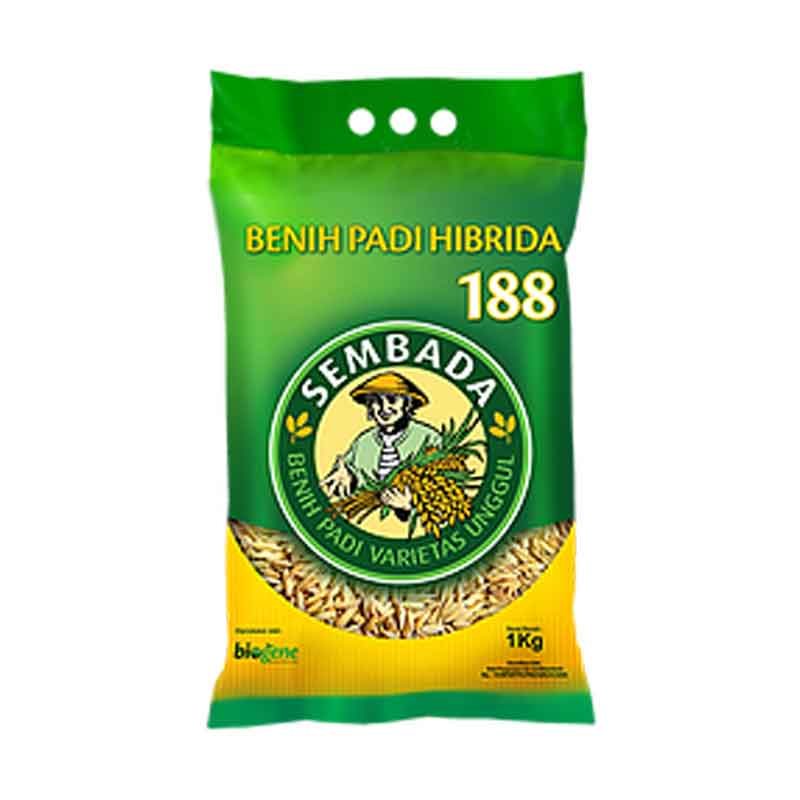 BENIH PADI HIBRIDA
188
SEMBADA
BENIH PADI VARIETAS UNGGUL
1Kg
biogene